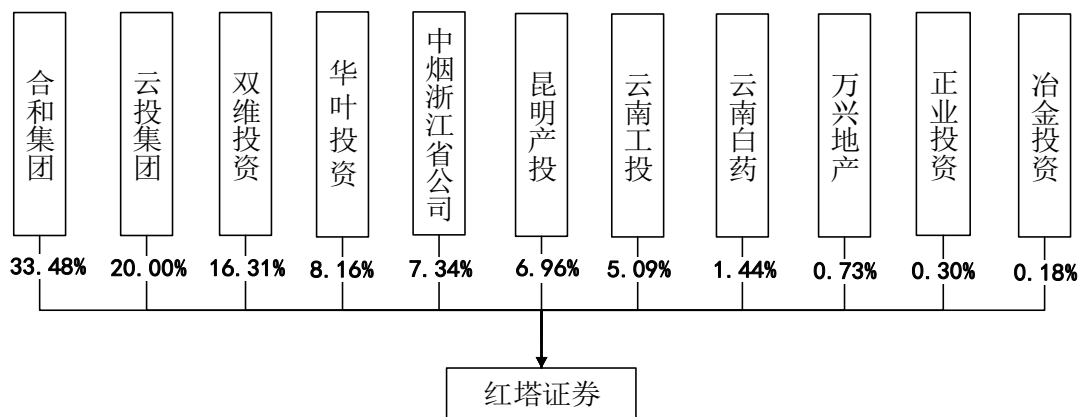 合和集团
云投集团
双维投资
华叶投资
中烟浙江省公司
昆明产投
云南工投
云南白药
万兴地产
正业投资
冶金投资
33.48%
20.00%
16.31%
8.16%
7.34%
6.96%
5.09%
1.44%
0.73%
0.30%
0.18%
红塔证券